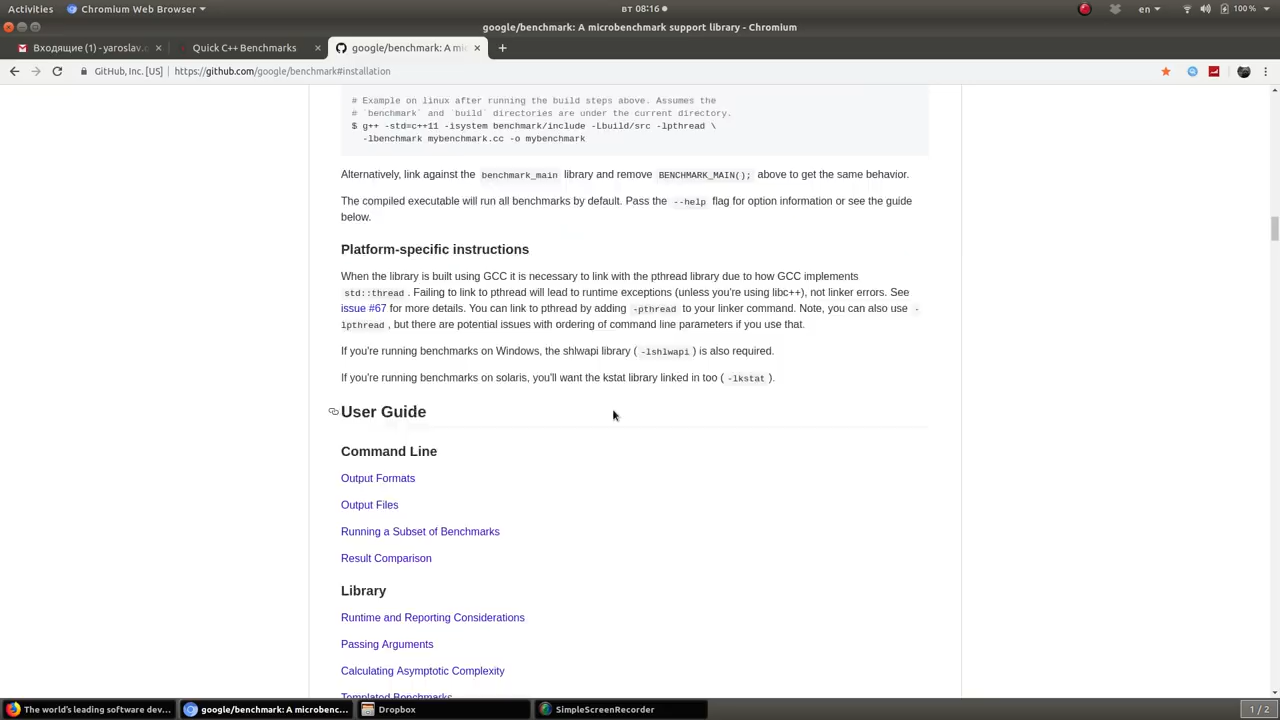 Activities Chromium Web Browser вт 08:16 en 100 %
google/benchmark: A microbenchmark support library - Chromium
Входящие (1) - yaroslav. Quick C++ Benchmarks google/benchmark: A mi
GitHub, Inc. [US] https://github.com/google/benchmark#installation
# Example on linux after running the build steps above. Assumes the
# `benchmark` and `build` directories are under the current directory.
$ g++ -std=c++11 -isystem benchmark/include -Lbuild/src -lpthread \
-lbenchmark mybenchmark.cc -o mybenchmark
Alternatively, link against the benchmark_main library and remove BENCHMARK_MAIN(); above to get the same behavior.
The compiled executable will run all benchmarks by default. Pass the --help flag for option information or see the guide
below.
Platform-specific instructions
When the library is built using GCC it is necessary to link with the pthread library due to how GCC implements
std::thread . Failing to link to pthread will lead to runtime exceptions (unless you're using libc++), not linker errors. See
issue #67 for more details. You can link to pthread by adding -pthread to your linker command. Note, you can also use -
lpthread , but there are potential issues with ordering of command line parameters if you use that.
If you're running benchmarks on Windows, the shlwapi library ( -lshlwapi ) is also required.
If you're running benchmarks on solaris, you'll want the kstat library linked in too ( -lkstat ).
User Guide
Command Line
Output Formats
Output Files
Running a Subset of Benchmarks
Result Comparison
Library
Runtime and Reporting Considerations
Passing Arguments
Calculating Asymptotic Complexity
Templated Benchmarks
The world's leading software dev... google/benchmark: A microbenc... Dropbox SimpleScreenRecorder 1 / 2